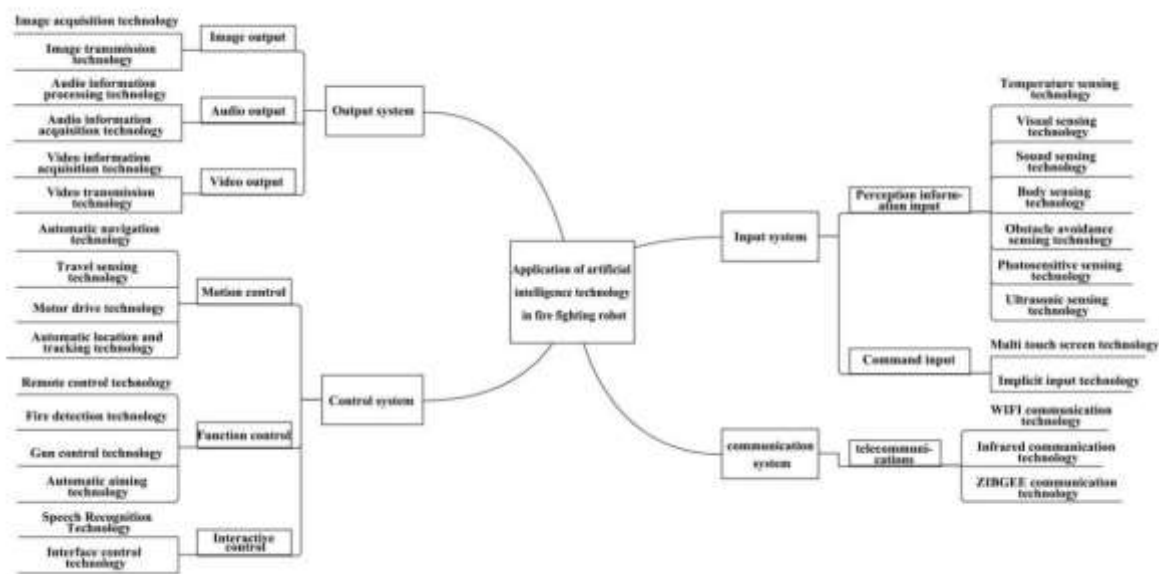 Image acquisition technology
Image transmission
technology
Image output
Audio information
processing technology
Audio information
acquisition technology
Audio output
Video information
acquisition technology
Video transmission
technology
Video output
Output system
Automatic navigation
technology
Travel sensing
technology
Motor drive technology
Automatic location and
tracking technology
Motion control
Remote control technology
Fire detection technology
Gun control technology
Automatic aiming
technology
Function control
Speech Recognition
Technology
Interface control
technology
Interactive
control
Control system
Application of artificial
intelligence technology
in fire fighting robot
Input system
Perception inform-
ation input
Temperature sensing
technology
Visual sensing
technology
Sound sensing
technology
Body sensing
technology
Obstacle avoidance
sensing technology
Photosensitive sensing
technology
Ultrasonic sensing
technology
Command input
Multi touch screen technology
Implicit input technology
communication
system
telecommuni-
cations
WIFI communication
technology
Infrared communication
technology
ZIBGEE communication
technology